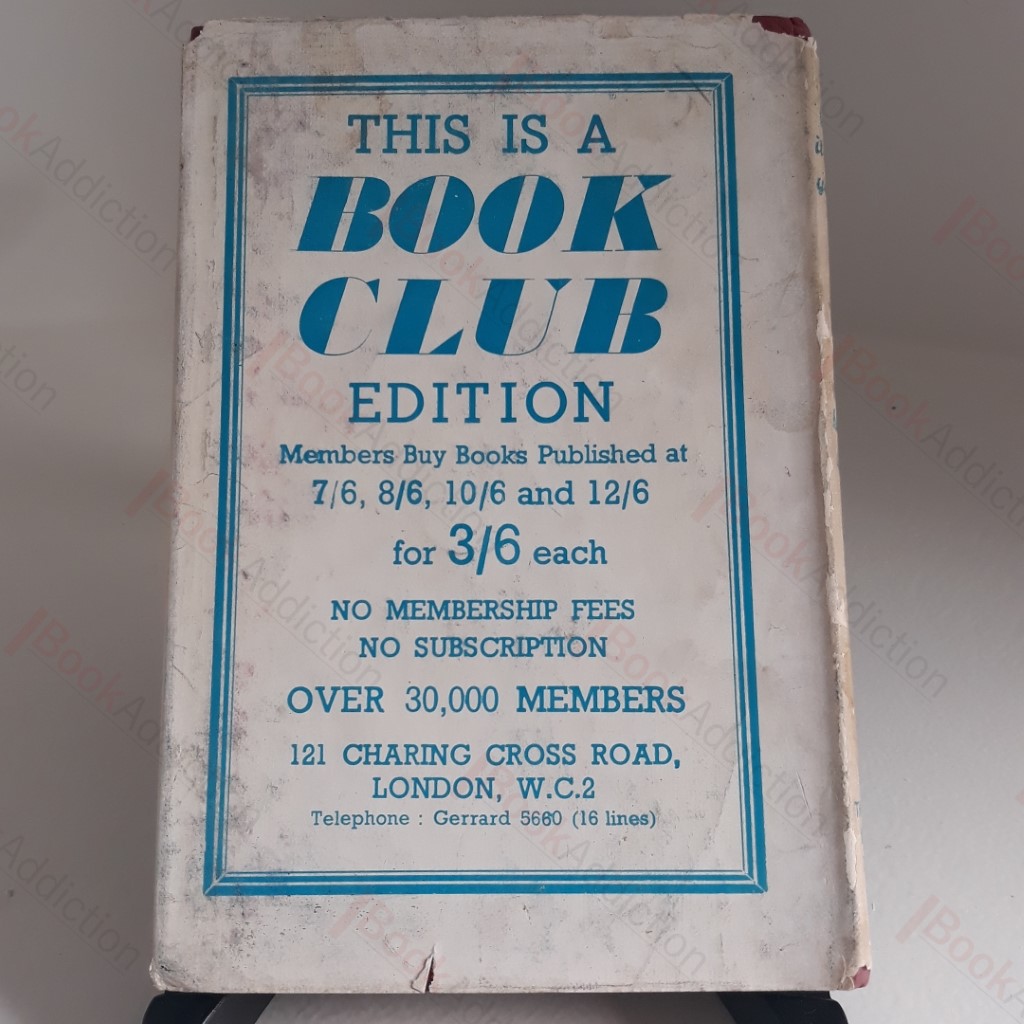 THIS IS A
BOOK
CLUB
EDITION
Members Buy Books Published at
7/6, 8/6, 10/6 and 12/6
for 3/6 each
NO MEMBERSHIP FEES
NO SUBSCRIPTION
OVER 30,000 MEMBERS
121 CHARING CROSS ROAD,
LONDON, W.C.2
Telephone : Gerrard 5660 (16 lines)
BookAddiction